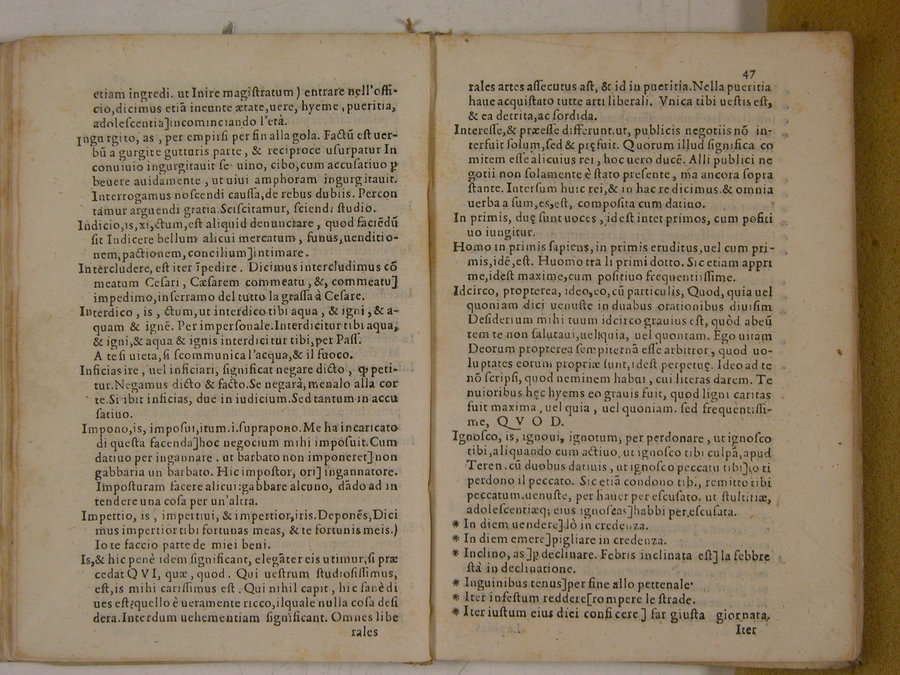 etiam ingredi. ut Inire magiſtratum) entrare nell'offi-
cio, dicimus etiã ineunte ætate, uere, hyeme, pueritia,
adoleſcentia]incominciando l'età.
Ingurgito, as, per empirſi per fin alla gola. Factũ eſt uer-
bũ a gurgite gutturis parte, & reciproce uſurpatur In
conuiuio ingurgitauit ſe uino, cibo, cum accuſatiuo ꝑ
beuere auidamente, ut uiui amphoram ingurgitauit.
Interrogamus noſcendi cauſſa, de rebus dubiis. Percon
tamur arguendi gratia. Sciſcitamur, ſciendi ſtudio.
Indicio, is, xi, ctum, eſt aliquid denunciare, quod faciẽdũ
ſit Indicere bellum alicui mercatum, funus, uenditio-
nem, pactionem, concilium]intimare.
Intercludere, eſt iter ĩpedire. Dicimus intercludimus cõ
meatum Ceſari, Cæſarem commeatu, &, commeatu]
impedimo, inſerramo del tutto la graſſa à Ceſare.
Interdico, is, ctum, ut interdico tibi aqua, & igni, & a-
quam & ignẽ. Per imperſonale. Interdicitur tibi aqua,
& igni, & aqua & ignis interdicitur tibi, per Paſſ.
A te ſi uieta, ſi ſcommunica l'acqua, & il fuoco.
Inficias ire, uel inficiari, ſignificat negare dicto, ꝙ peti-
tur. Negamus dicto & facto. Se negarà, menalo alla cor
te. Si ibit inficias, duc in iudicium. Sed tantum in accu
ſatiuo.
Impono, is, impoſui, itum. i. ſuprapono. Me ha incaricato
di queſta facenda]hoc negocium mihi impoſuit. Cum
datiuo per ingannare. ut barbato non imponeret]non
gabbaria un barbato. Hic impoſtor, ori] ingannatore.
Impoſturam facere alicui: gabbare alcuno, dãdo ad in
tendere una coſa per un'altra.
Impertio, is, impertiui, & impertior, iris. Deponẽs, Dici
mus impertior tibi fortunas meas, & te fortunis meis.)
Io te faccio parte de miei beni.
Is, & hic penè idem ſignificant, elegãter eis utimur, ſi præ
cedat QVI, quæ, quod. Qui ueſtrum ſtudioſiſſimus,
eſt, is mihi cariſſimus eſt. Qui nihil capit, hic ſanè di
ues eſt: quello è ueramente ricco, ilquale nulla coſa deſi
dera. Interdum uehementiam ſignificant. Omnes libe
rales
47
rales artes aſſecutus aſt, & id in pueritia. Nella pueritia
haue acquiſtato tutte arti liberali. Vnica tibi ueſtis eſt,
& ea detrita, ac ſordida.
Intereſſe, & præeſſe differunt. ut, publicis negotiis nõ in-
terfuit ſolum, ſed & pręfuit. Quorum illud ſignifica co
mitem eſſe alicuius rei, hoc uero ducẽ. Alli publici ne
gotii non ſolamente è ſtato preſente, ma ancora ſopra
ſtante. Interſum huic rei, & in hac re dicimus. & omnia
uerba a ſum, es, eſt, compoſita cum datiuo.
In primis, duę ſunt uoces, ideſt inter primos, cum poſiti
uo iungitur.
Homo in primis ſapiens, in primis eruditus, uel cum pri-
mis, idẽ, eſt. Huomo tra li primi dotto. Sic etiam appri
me, ideſt maxime, cum poſitiuo frequentiſſime.
Idcirco, propterea, ideo, eo, cũ particulis, Quod, quia uel
quoniam dici uenuſte in duabus orationibus diuiſim
Deſiderium mihi tuum idcirco grauius eſt, quòd abeũ
tem te non ſalutaui, uel quia, uel quoniam. Ego uitam
Deorum propterea ſempiternã eſſe arbitror, quod uo-
luptates eorum propriæ ſunt, ideſt perpetuę. Ideo ad te
nõ ſcripſi, quod neminem habui, cui literas darem. Te
nuioribus hęc hyems eo grauis fuit, quod ligni caritas
fuit maxima, uel quia, uel quoniam. ſed frequentiſſi-
me, QVOD.
Ignoſco, is, ignoui, ignotum, per perdonare, ut ignoſco
tibi, aliquando cum actiuo, ut ignoſco tibi culpã, apud
Teren. cũ duobus datiuis, ut ignoſco peccatu tibi]io ti
perdono il peccato. Sic etiã condono tibi, remitto tibi
peccatum. uenuſte, per hauer per eſcuſato. ut ſtultitiæ,
adoleſcentiæq; eius ignoſcas]habbi per eſcuſata.
* In diem uendere]lò in credenza.
* In diem emere]pigliare in credenza.
* Inclino, as]ꝑ declinare. Febris inclinata eſt]la febbre
ſtà in declinatione.
* Inguinibus tenus]per fine allo pettenale.
* Iter infeſtum reddere[rompere le ſtrade.
* Iter iuſtum eius diei conficere] far giuſta giornata.
Iter